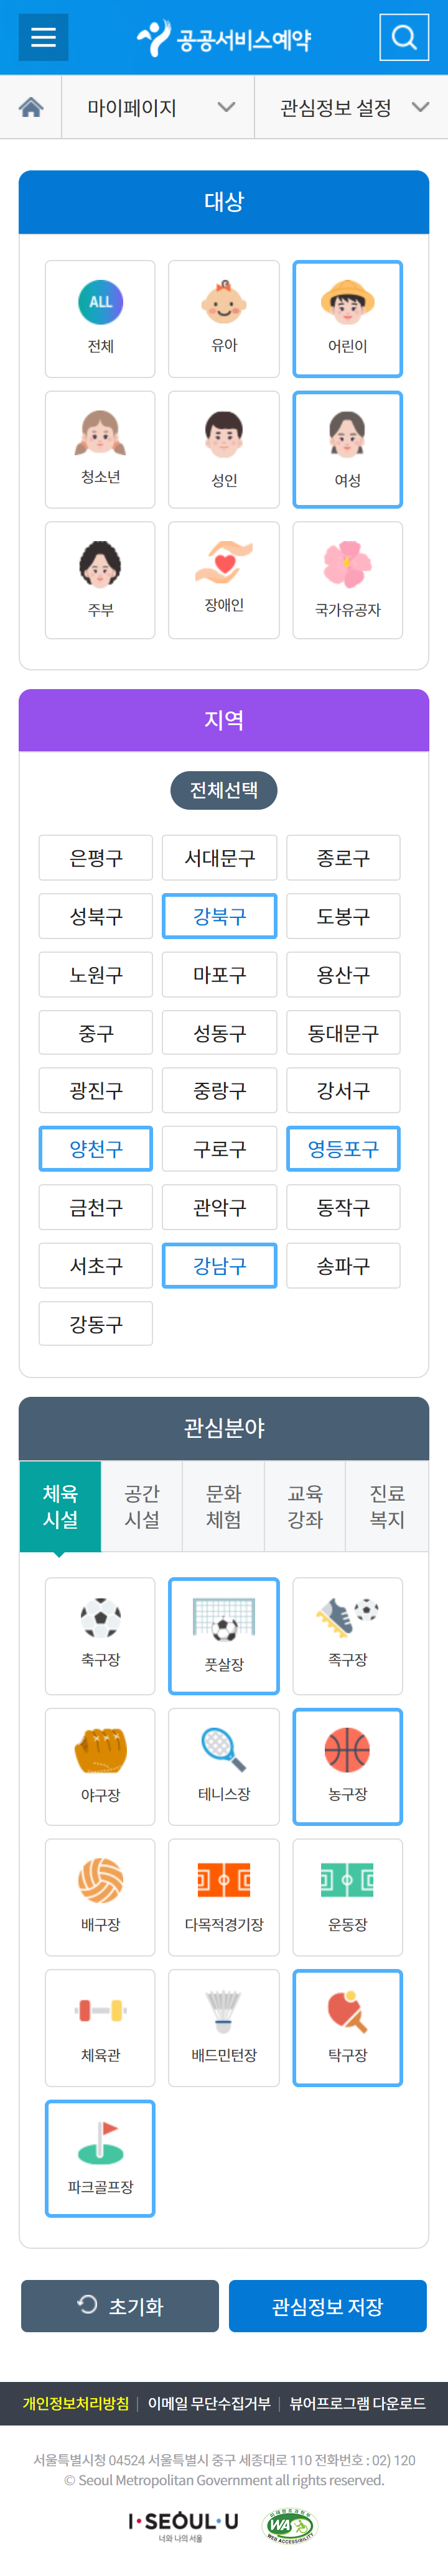 공공서비스예약
마이페이지 관심정보 설정
대상
ALL
전체 유아 어린이
청소년 성인 여성
주부 장애인 국가유공자
지역
전체선택
은평구 서대문구 종로구
성북구 강북구 도봉구
노원구 마포구 용산구
중구 성동구 동대문구
광진구 중랑구 강서구
양천구 구로구 영등포구
금천구 관악구 동작구
서초구 강남구 송파구
강동구
관심분야
체육 공간 문화 교육 진료
시설 시설 체험 강좌 복지
축구장 풋살장 족구장
야구장 테니스장 농구장
배구장 다목적경기장 운동장
체육관 배드민턴장 탁구장
파크골프장
초기화 관심정보 저장
개인정보처리방침 | 이메일 무단수집거부 | 뷰어프로그램 다운로드
서울특별시청 04524 서울특별시 중구 세종대로 110 전화번호 : 02) 120
© Seoul Metropolitan Government all rights reserved.
I·SEOUL·U
너와 나의 서울
WA
WEB ACCESSIBILITY